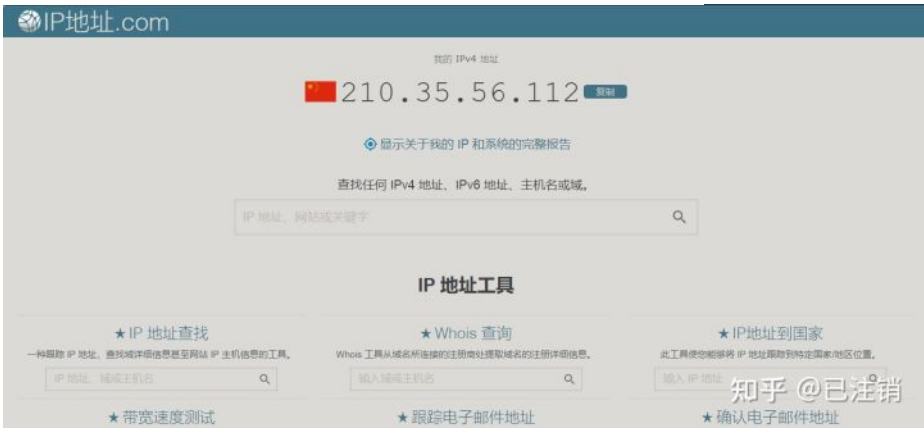 IP地址.com
我的 IPv4 地址
210.35.56.112 复制
显示关于我的 IP 和系统的完整报告
查找任何 IPv4 地址、IPv6 地址、主机名或域。
IP 地址、网站或关键字
IP 地址工具
★IP 地址查找
★Whois 查询
★IP地址到国家
一种跟踪 IP 地址、查找域详细信息甚至网站 IP 主机信息的工具。
Whois 工具从域名所连接的注册商处提取域名的注册详细信息。
此工具使您能够将 IP 地址跟踪到特定国家/地区位置。
IP 地址、域或主机名
输入域或主机名
输入 IP 地址
知乎 @已注销
★带宽速度测试
★跟踪电子邮件地址
★确认电子邮件地址